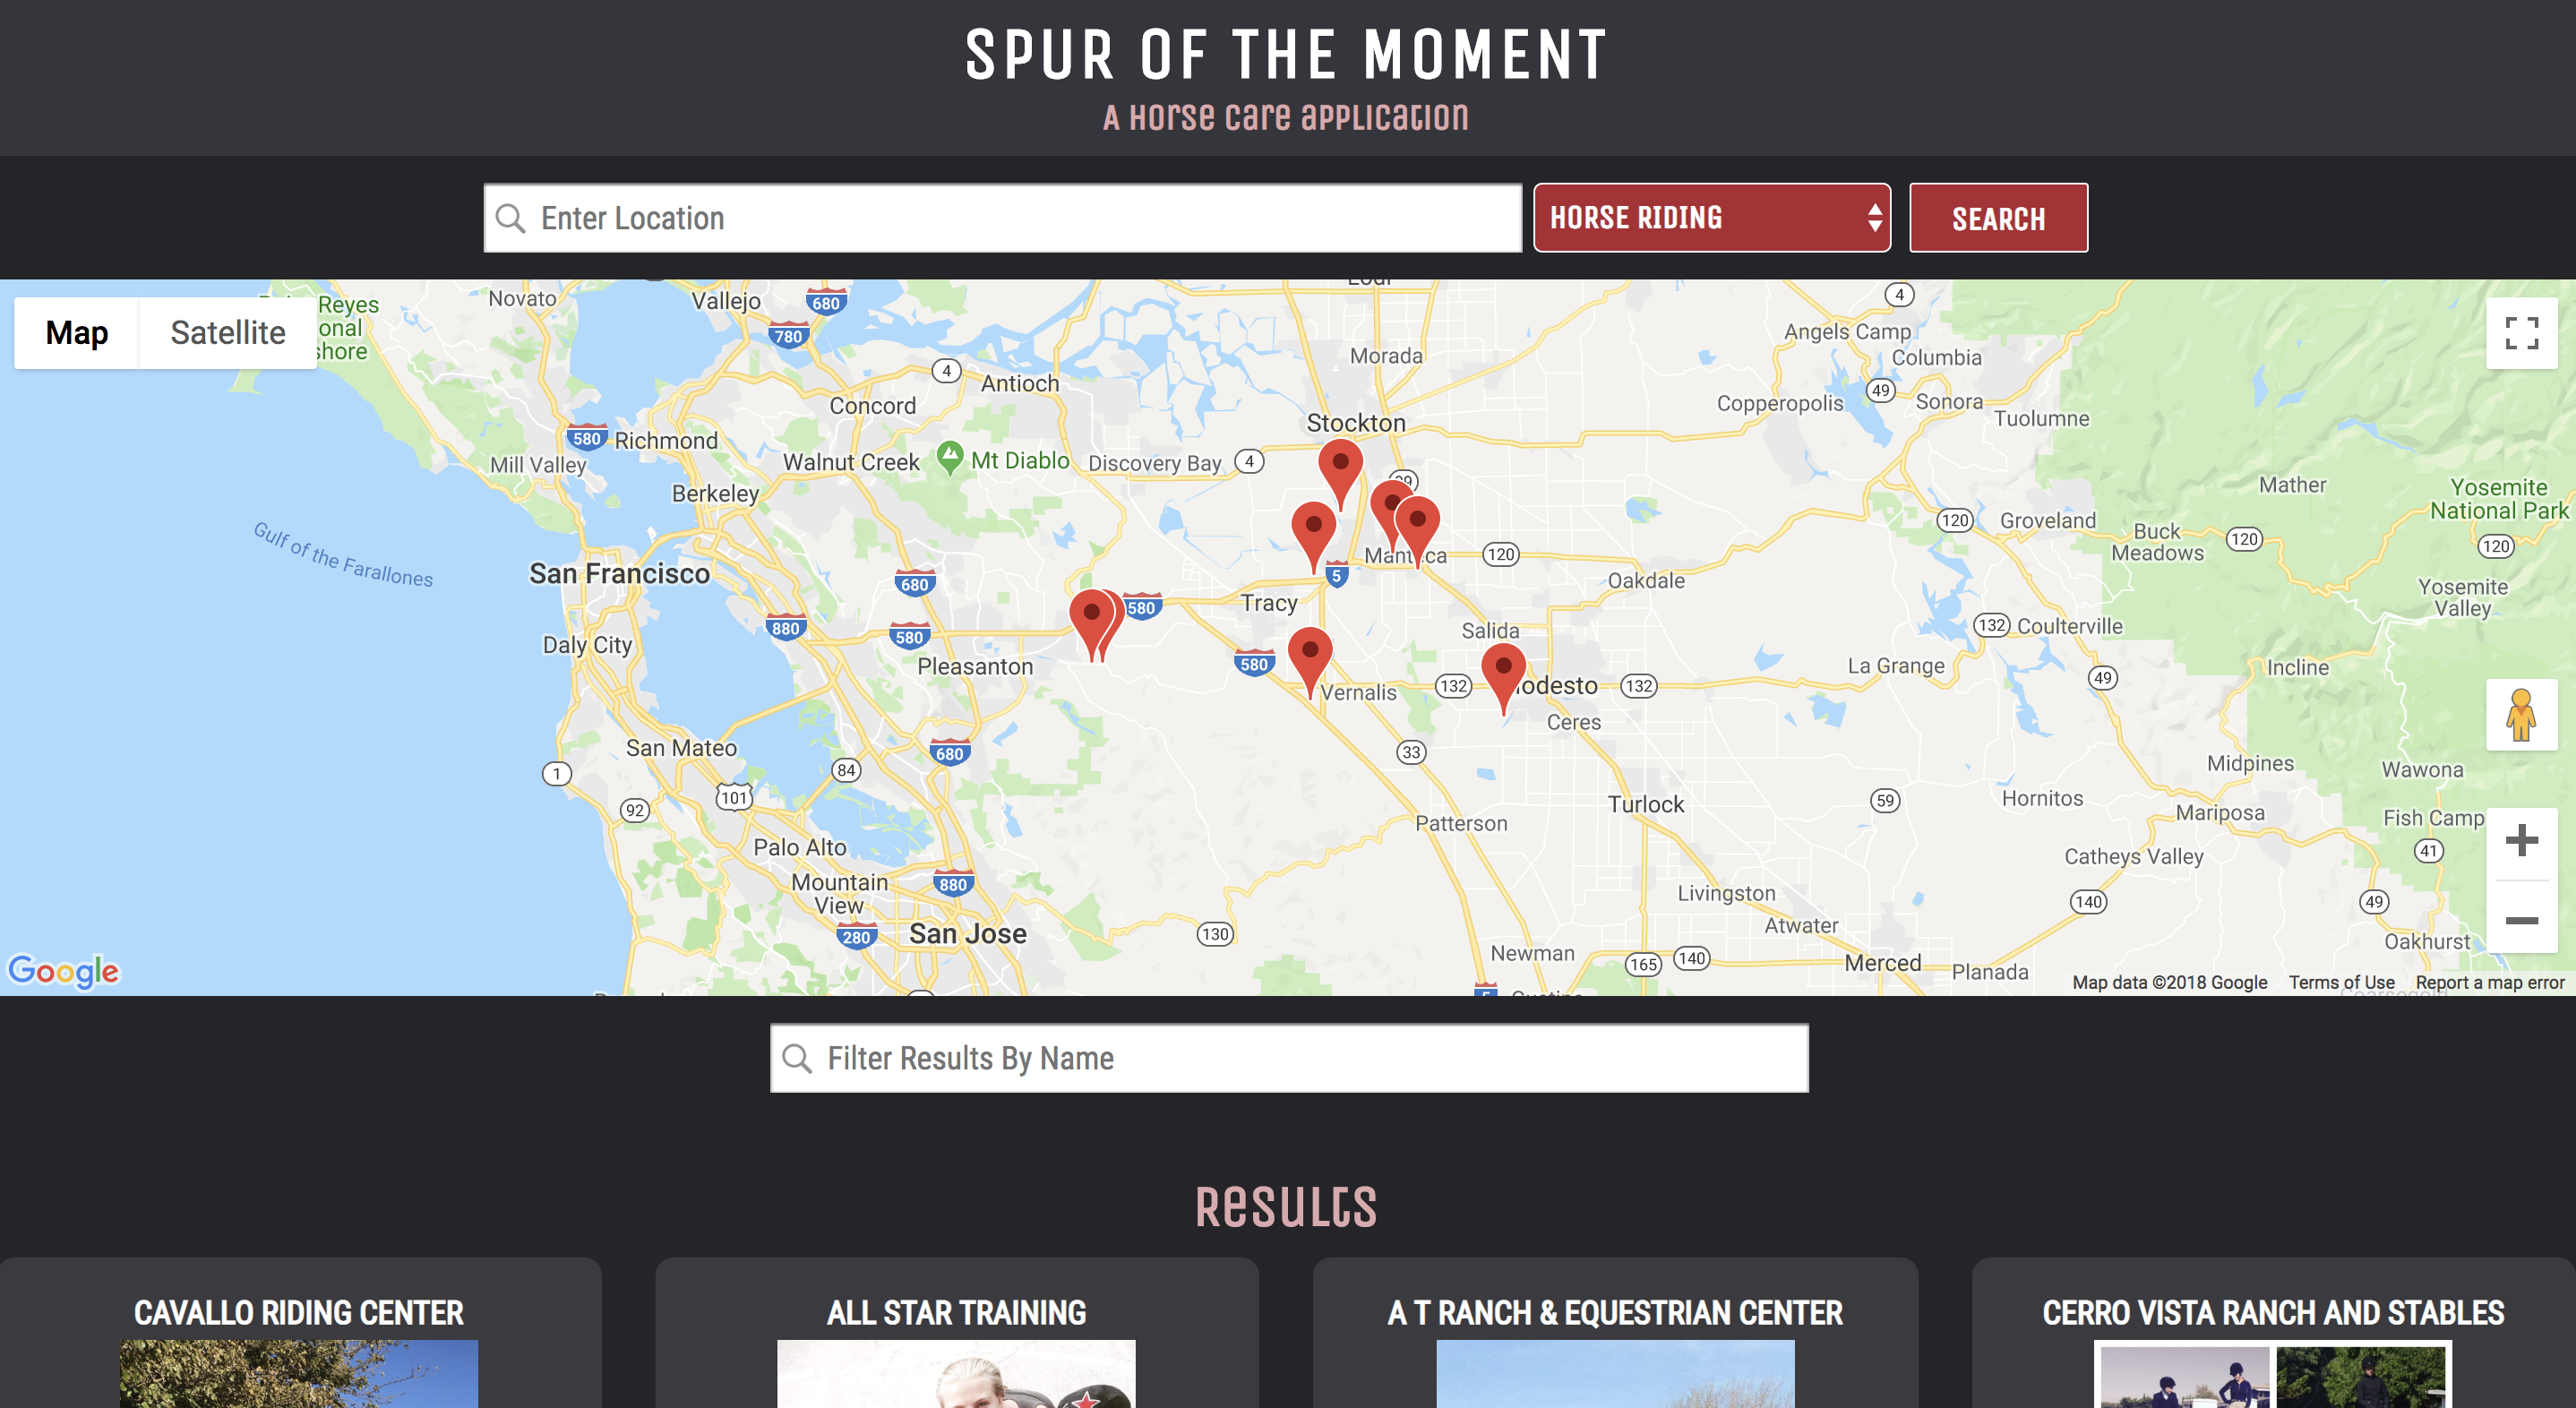 SPUR OF THE MOMENT
A Horse care application
Enter Location
HORSE RIDING
SEARCH
Map
Satellite
Reyes
onal
shore
Novato
Vallejo
680
780
Lodi
4
Angels Camp
Columbia
Morada
4
Antioch
Concord
49
Copperopolis
Sonora
Tuolumne
Stockton
580
Richmond
Mill Valley
Walnut Creek
Mt Diablo
Discovery Bay
4
Berkeley
99
Mather
Yosemite
National Park
120
Groveland
Buck
Meadows
120
120
Gulf of the Farallones
San Francisco
680
Manteca
120
5
Oakdale
Yosemite
Valley
580
Tracy
880
580
Salida
132
Coulterville
Daly City
Pleasanton
580
La Grange
Incline
Vernalis
132
Modesto
132
49
Ceres
San Mateo
680
33
1
84
Midpines
Wawona
101
92
Turlock
59
Hornitos
Mariposa
Fish Camp
Patterson
Palo Alto
41
Catheys Valley
Mountain
View
880
Livingston
140
49
280
San Jose
130
Atwater
Newman
165
140
Merced
Planada
Oakhurst
Google
5
Gustine
Coarsegold
Map data ©2018 Google
Terms of Use
Report a map error
Filter Results By Name
Results
CAVALLO RIDING CENTER
ALL STAR TRAINING
A T RANCH & EQUESTRIAN CENTER
CERRO VISTA RANCH AND STABLES